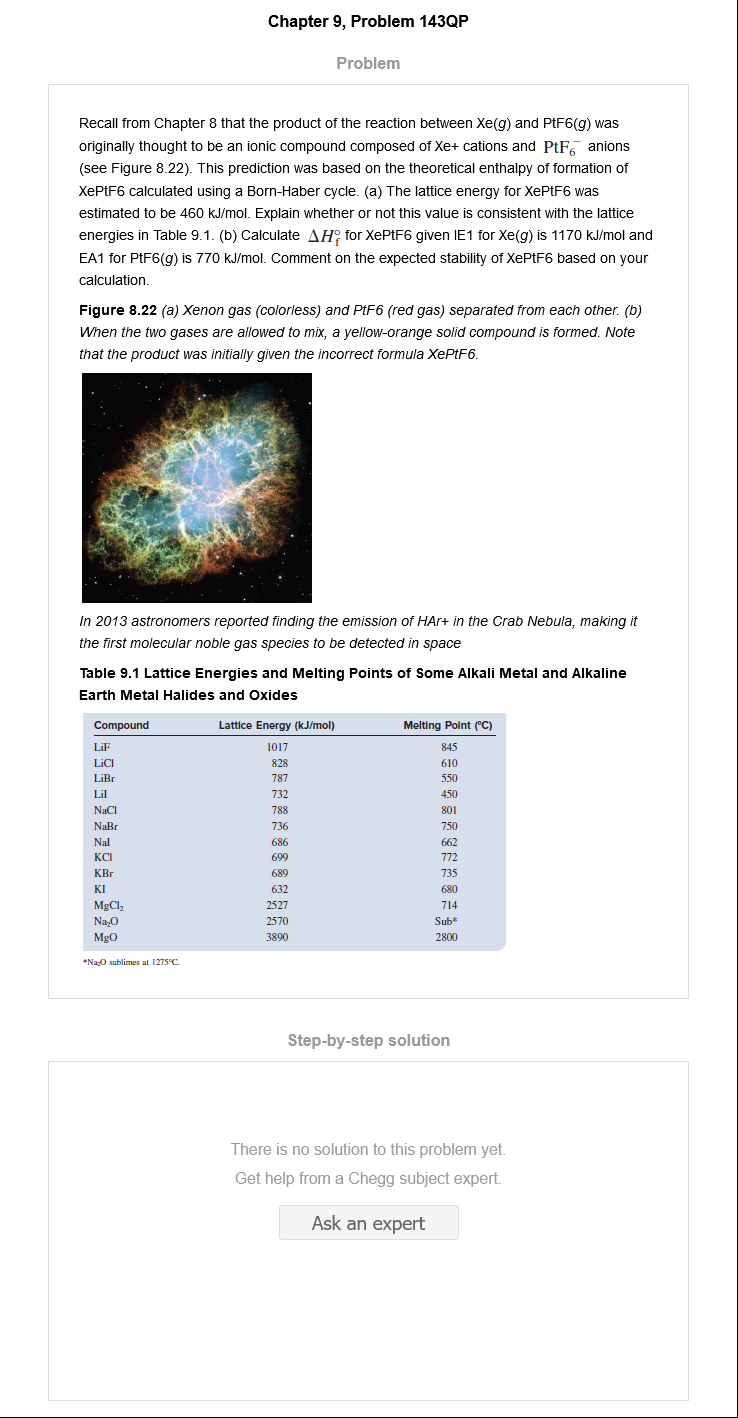 Chapter 9, Problem 143QP
Problem
Recall from Chapter 8 that the product of the reaction between Xe(g) and PtF6(g) was
originally thought to be an ionic compound composed of Xe+ cations and PtF₆⁻ anions
(see Figure 8.22). This prediction was based on the theoretical enthalpy of formation of
XePtF6 calculated using a Born-Haber cycle. (a) The lattice energy for XePtF6 was
estimated to be 460 kJ/mol. Explain whether or not this value is consistent with the lattice
energies in Table 9.1. (b) Calculate ΔH°f for XePtF6 given IE1 for Xe(g) is 1170 kJ/mol and
EA1 for PtF6(g) is 770 kJ/mol. Comment on the expected stability of XePtF6 based on your
calculation.
Figure 8.22 (a) Xenon gas (colorless) and PtF6 (red gas) separated from each other. (b)
When the two gases are allowed to mix, a yellow-orange solid compound is formed. Note
that the product was initially given the incorrect formula XePtF6.
In 2013 astronomers reported finding the emission of HAr+ in the Crab Nebula, making it
the first molecular noble gas species to be detected in space
Table 9.1 Lattice Energies and Melting Points of Some Alkali Metal and Alkaline
Earth Metal Halides and Oxides
Compound Lattice Energy (kJ/mol) Melting Point (°C)
LiF 1017 845
LiCl 828 610
LiBr 787 550
LiI 732 450
NaCl 788 801
NaBr 736 750
NaI 686 662
KCl 699 772
KBr 689 735
KI 632 680
MgCl₂ 2527 714
Na₂O 2570 Sub*
MgO 3890 2800
*Na₂O sublimes at 1275°C.
Step-by-step solution
There is no solution to this problem yet.
Get help from a Chegg subject expert.
Ask an expert